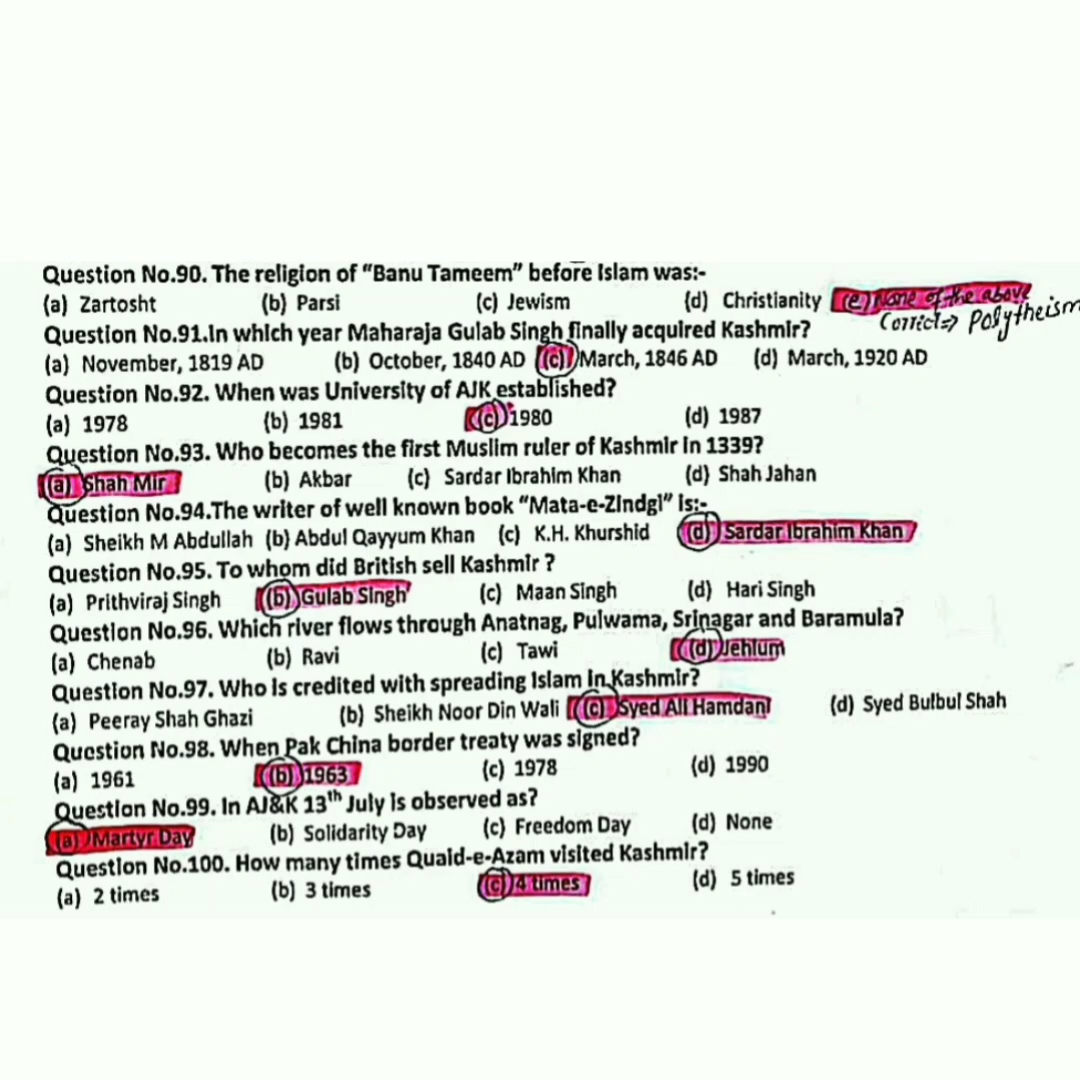 Question No.90. The religion of "Banu Tameem" before Islam was:-
(a) Zartosht (b) Parsi (c) Jewism (d) Christianity (e) None of the above
Correct => Polytheism
Question No.91.In which year Maharaja Gulab Singh finally acquired Kashmir?
(a) November, 1819 AD (b) October, 1840 AD (c) March, 1846 AD (d) March, 1920 AD
Question No.92. When was University of AJK established?
(a) 1978 (b) 1981 (c) 1980 (d) 1987
Question No.93. Who becomes the first Muslim ruler of Kashmir in 1339?
(a) Shah Mir (b) Akbar (c) Sardar Ibrahim Khan (d) Shah Jahan
Question No.94.The writer of well known book "Mata-e-Zindgi" is:-
(a) Sheikh M Abdullah (b) Abdul Qayyum Khan (c) K.H. Khurshid (d) Sardar Ibrahim Khan
Question No.95. To whom did British sell Kashmir ?
(a) Prithviraj Singh (b) Gulab Singh (c) Maan Singh (d) Hari Singh
Question No.96. Which river flows through Anatnag, Pulwama, Srinagar and Baramula?
(a) Chenab (b) Ravi (c) Tawi (d) Jehlum
Question No.97. Who is credited with spreading Islam in Kashmir?
(a) Peeray Shah Ghazi (b) Sheikh Noor Din Wali (c) Syed Ali Hamdani (d) Syed Bulbul Shah
Question No.98. When Pak China border treaty was signed?
(a) 1961 (b) 1963 (c) 1978 (d) 1990
Question No.99. In AJ&K 13th July is observed as?
(a) Martyr Day (b) Solidarity Day (c) Freedom Day (d) None
Question No.100. How many times Quaid-e-Azam visited Kashmir?
(a) 2 times (b) 3 times (c) 4 times (d) 5 times